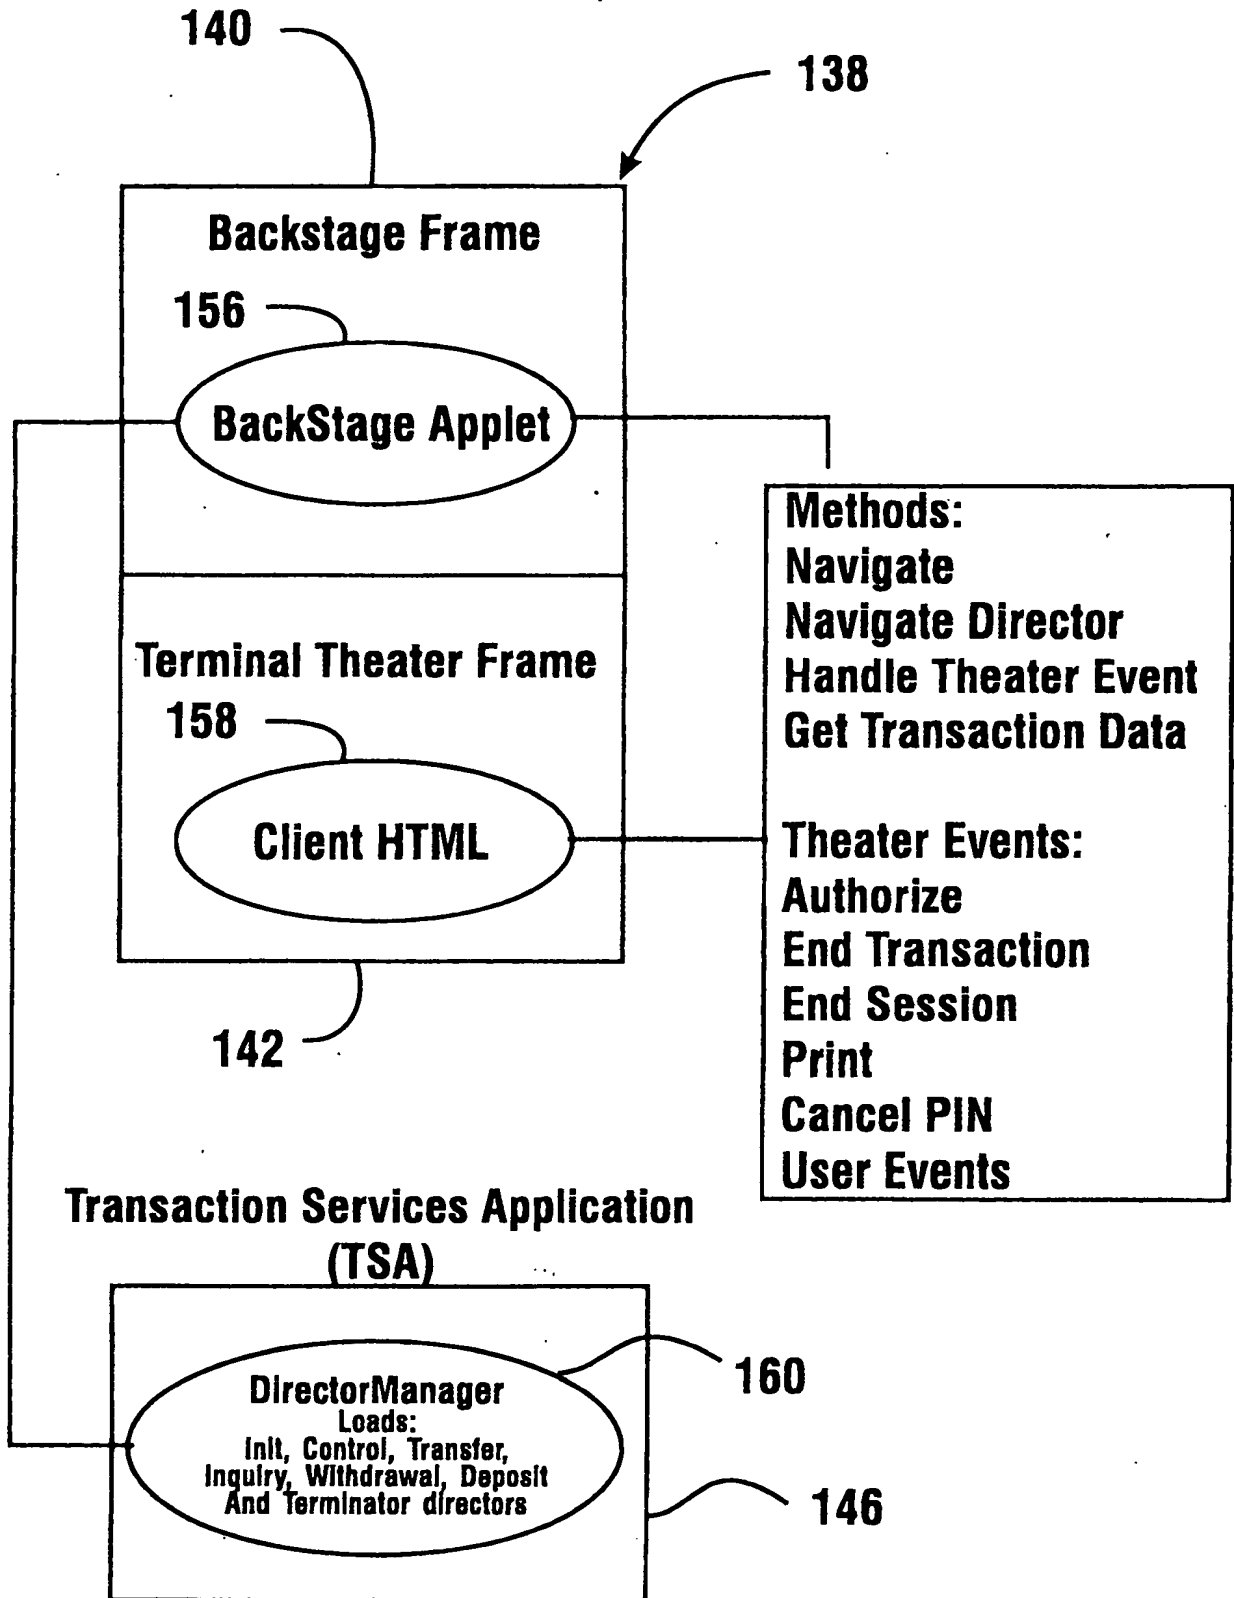 140
138
Backstage Frame
156
BackStage Applet
Methods:
Navigate
Navigate Director
Handle Theater Event
Get Transaction Data
Theater Events:
Authorize
End Transaction
End Session
Print
Cancel PIN
User Events
Terminal Theater Frame
158
Client HTML
142
Transaction Services Application
(TSA)
DirectorManager
Loads:
Init, Control, Transfer,
Inquiry, Withdrawal, Deposit
And Terminator directors
160
146